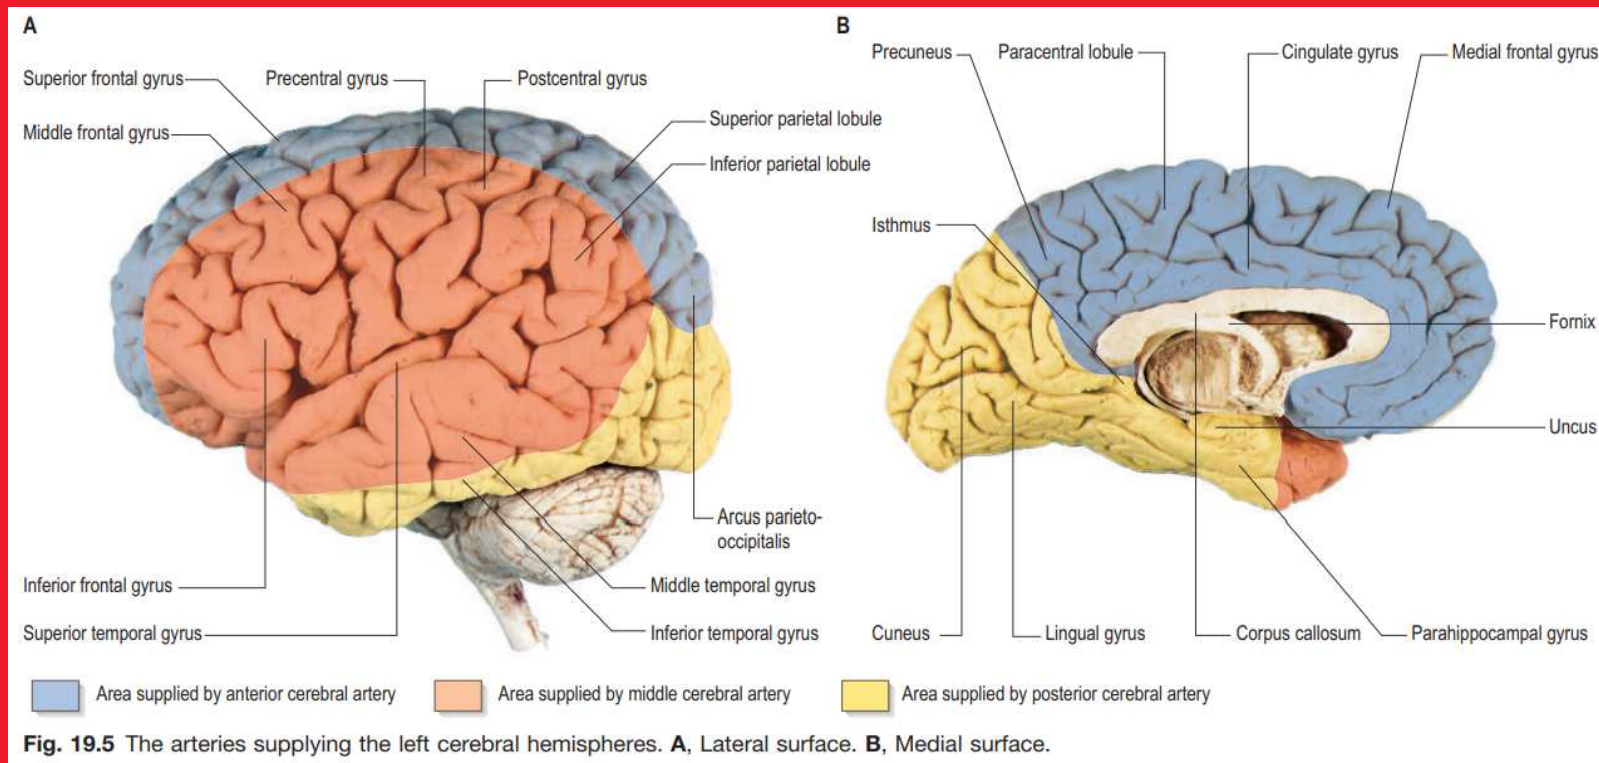 A
B
Precuneus
Paracentral lobule
Cingulate gyrus
Medial frontal gyrus
Superior frontal gyrus
Precentral gyrus
Postcentral gyrus
Superior parietal lobule
Middle frontal gyrus
Inferior parietal lobule
Isthmus
Fornix
Uncus
Arcus parieto-
occipitalis
Inferior frontal gyrus
Middle temporal gyrus
Superior temporal gyrus
Inferior temporal gyrus
Cuneus
Lingual gyrus
Corpus callosum
Parahippocampal gyrus
Area supplied by anterior cerebral artery
Area supplied by middle cerebral artery
Area supplied by posterior cerebral artery
Fig. 19.5 The arteries supplying the left cerebral hemispheres. A, Lateral surface. B, Medial surface.